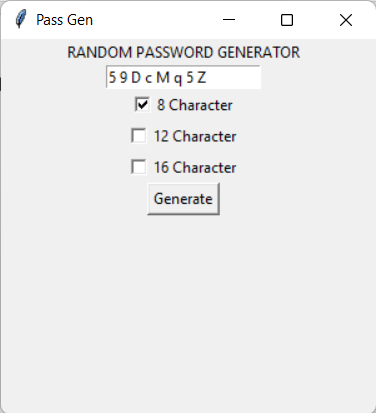 Pass Gen
RANDOM PASSWORD GENERATOR
5 9 D c M q 5 Z
8 Character
12 Character
16 Character
Generate